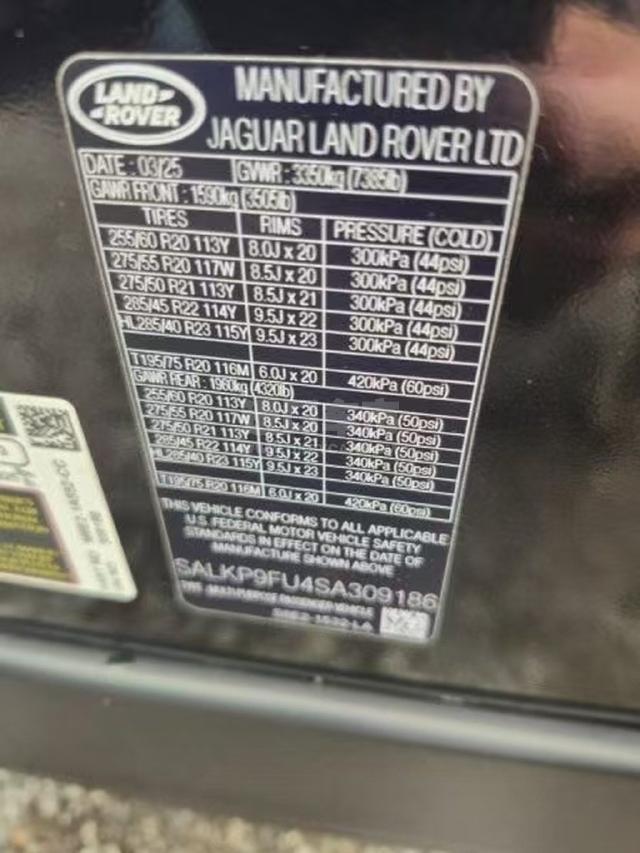 LAND ROVER
MANUFACTURED BY
JAGUAR LAND ROVER LTD
DATE : 03/25 GVWR : 3350kg (7385lb)
GAWR FRONT : 1590kg (3505lb)
TIRES RIMS PRESSURE (COLD)
255/60 R20 113Y 8.0J x 20 300kPa (44psi)
275/55 R20 117W 8.5J x 20 300kPa (44psi)
275/50 R21 113Y 8.5J x 21 300kPa (44psi)
285/45 R22 114Y 9.5J x 22 300kPa (44psi)
HL285/40 R23 115Y 9.5J x 23 300kPa (44psi)
T195/75 R20 116M 6.0J x 20 420kPa (60psi)
GAWR REAR : 1960kg (4320lb)
255/60 R20 113Y 8.0J x 20 340kPa (50psi)
275/55 R20 117W 8.5J x 20 340kPa (50psi)
275/50 R21 113Y 8.5J x 21 340kPa (50psi)
285/45 R22 114Y 9.5J x 22 340kPa (50psi)
HL285/40 R23 115Y 9.5J x 23
T195/75 R20 116M 6.0J x 20 420kPa (60psi)
THIS VEHICLE CONFORMS TO ALL APPLICABLE
U.S. FEDERAL MOTOR VEHICLE SAFETY
STANDARDS IN EFFECT ON THE DATE OF
MANUFACTURE SHOWN ABOVE
SALKP9FU4SA309186
TYPE : MULTI-PURPOSE PASSENGER VEHICLE